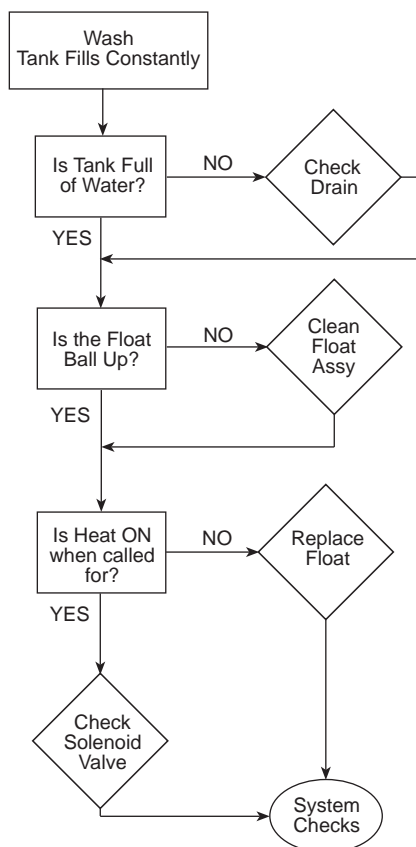 Wash
Tank Fills Constantly
Is Tank Full
of Water?
NO
Check
Drain
YES
Is the Float
Ball Up?
NO
Clean
Float
Assy
YES
Is Heat ON
when called
for?
NO
Replace
Float
YES
Check
Solenoid
Valve
System
Checks